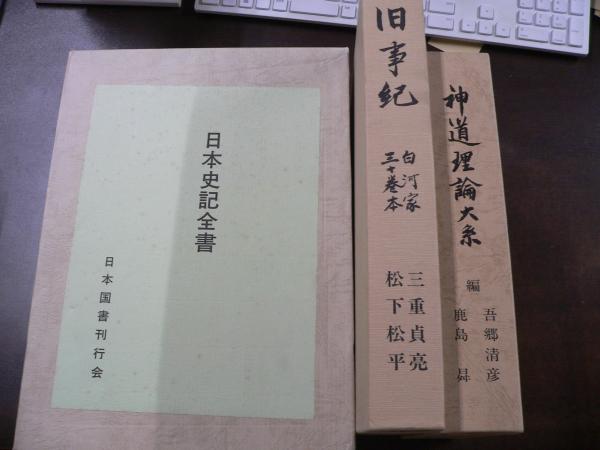 日本史記全書
日本国書刊行会
旧事紀
白河家
三十巻本
三重貞亮
松下松平
神道理論大系
編
吾郷清彦
鹿島昇